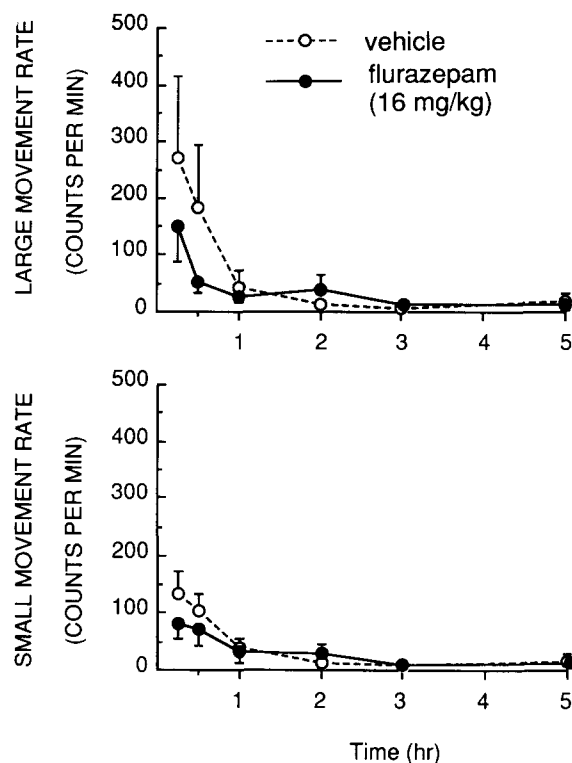 500
400
300
200
100
0
LARGE MOVEMENT RATE
(COUNTS PER MIN)
vehicle
flurazepam
(16 mg/kg)
1 2 3 4 5
500
400
300
200
100
0
SMALL MOVEMENT RATE
(COUNTS PER MIN)
1 2 3 4 5
Time (hr)